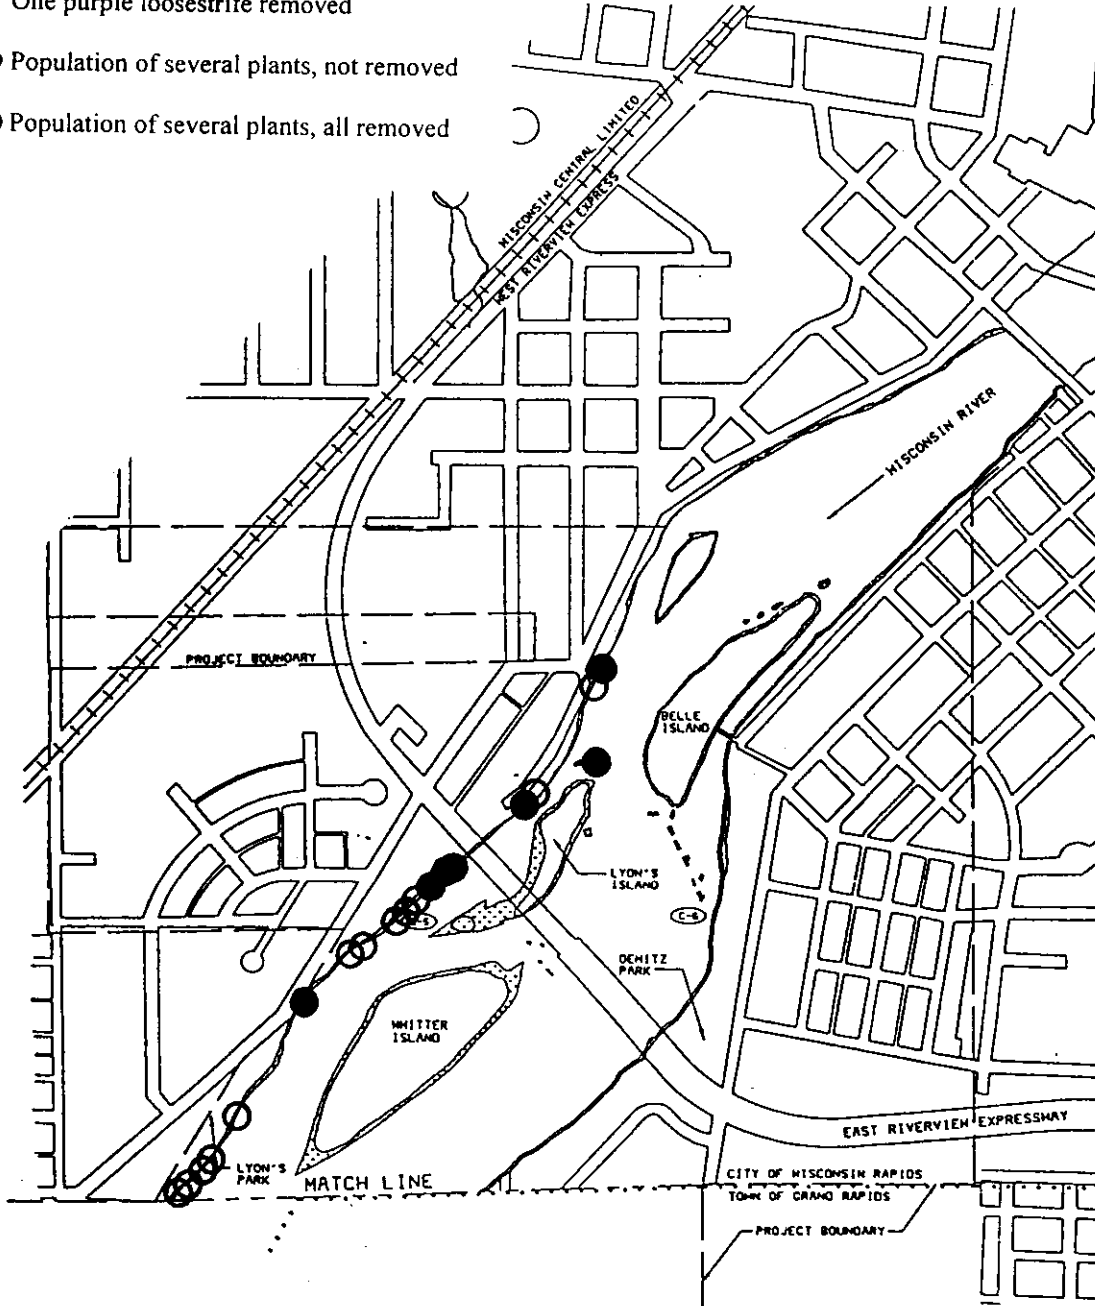 One purple loosestrife removed
Population of several plants, not removed
Population of several plants, all removed
WISCONSIN CENTRAL LIMITED
WEST RIVERVIEW EXPRESS
WISCONSIN RIVER
PROJECT BOUNDARY
BELLE
ISLAND
LYON'S
ISLAND
C-6
DEMITZ
PARK
WHITTER
ISLAND
EAST RIVERVIEW EXPRESSWAY
LYON'S
PARK
MATCH LINE
CITY OF WISCONSIN RAPIDS
TOWN OF GRAND RAPIDS
PROJECT BOUNDARY